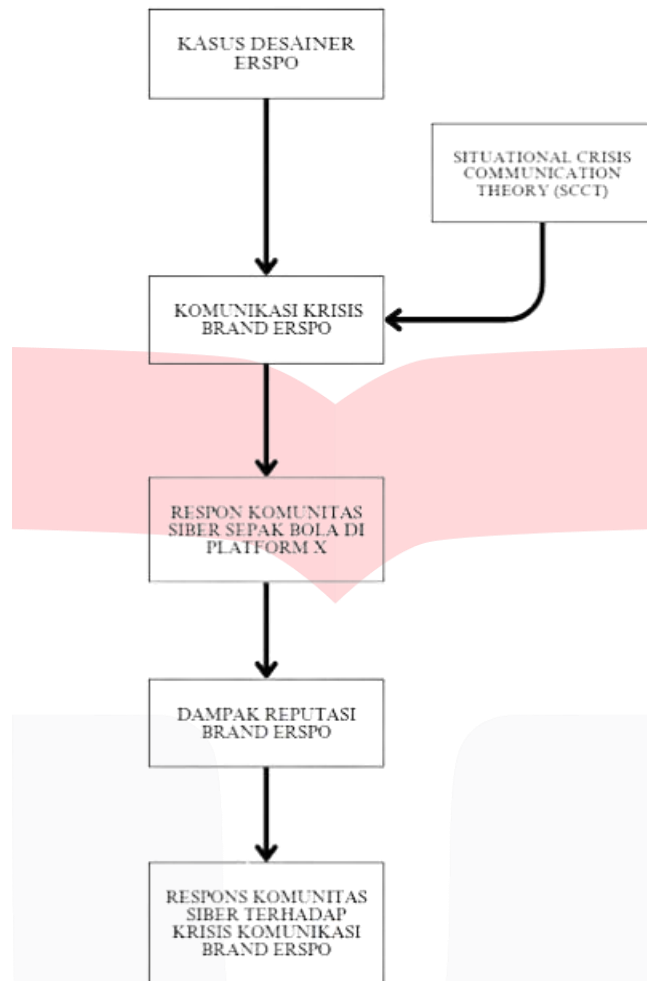 KASUS DESAINER
ERSPO
SITUATIONAL CRISIS
COMMUNICATION
THEORY (SCCT)
KOMUNIKASI KRISIS
BRAND ERSPO
RESPON KOMUNITAS
SIBER SEPAK BOLA DI
PLATFORM X
DAMPAK REPUTASI
BRAND ERSPO
RESPONS KOMUNITAS
SIBER TERHADAP
KRISIS KOMUNIKASI
BRAND ERSPO